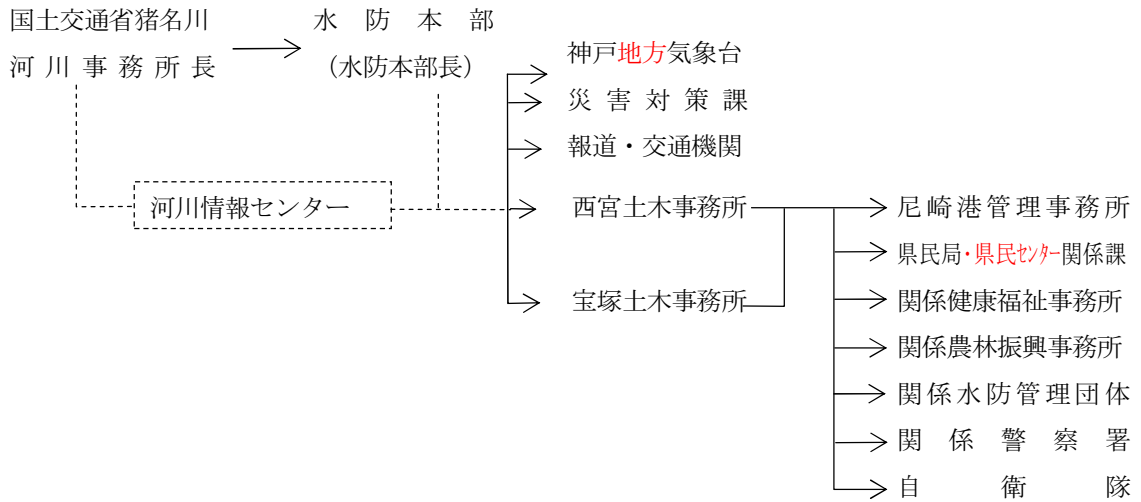 国土交通省猪名川
河川事務所長
水防本部
(水防本部長)
神戸地方気象台
災害対策課
報道・交通機関
河川情報センター
西宮土木事務所
宝塚土木事務所
尼崎港管理事務所
県民局・県民ｾﾝﾀｰ関係課
関係健康福祉事務所
関係農林振興事務所
関係水防管理団体
関係警察署
自衛隊